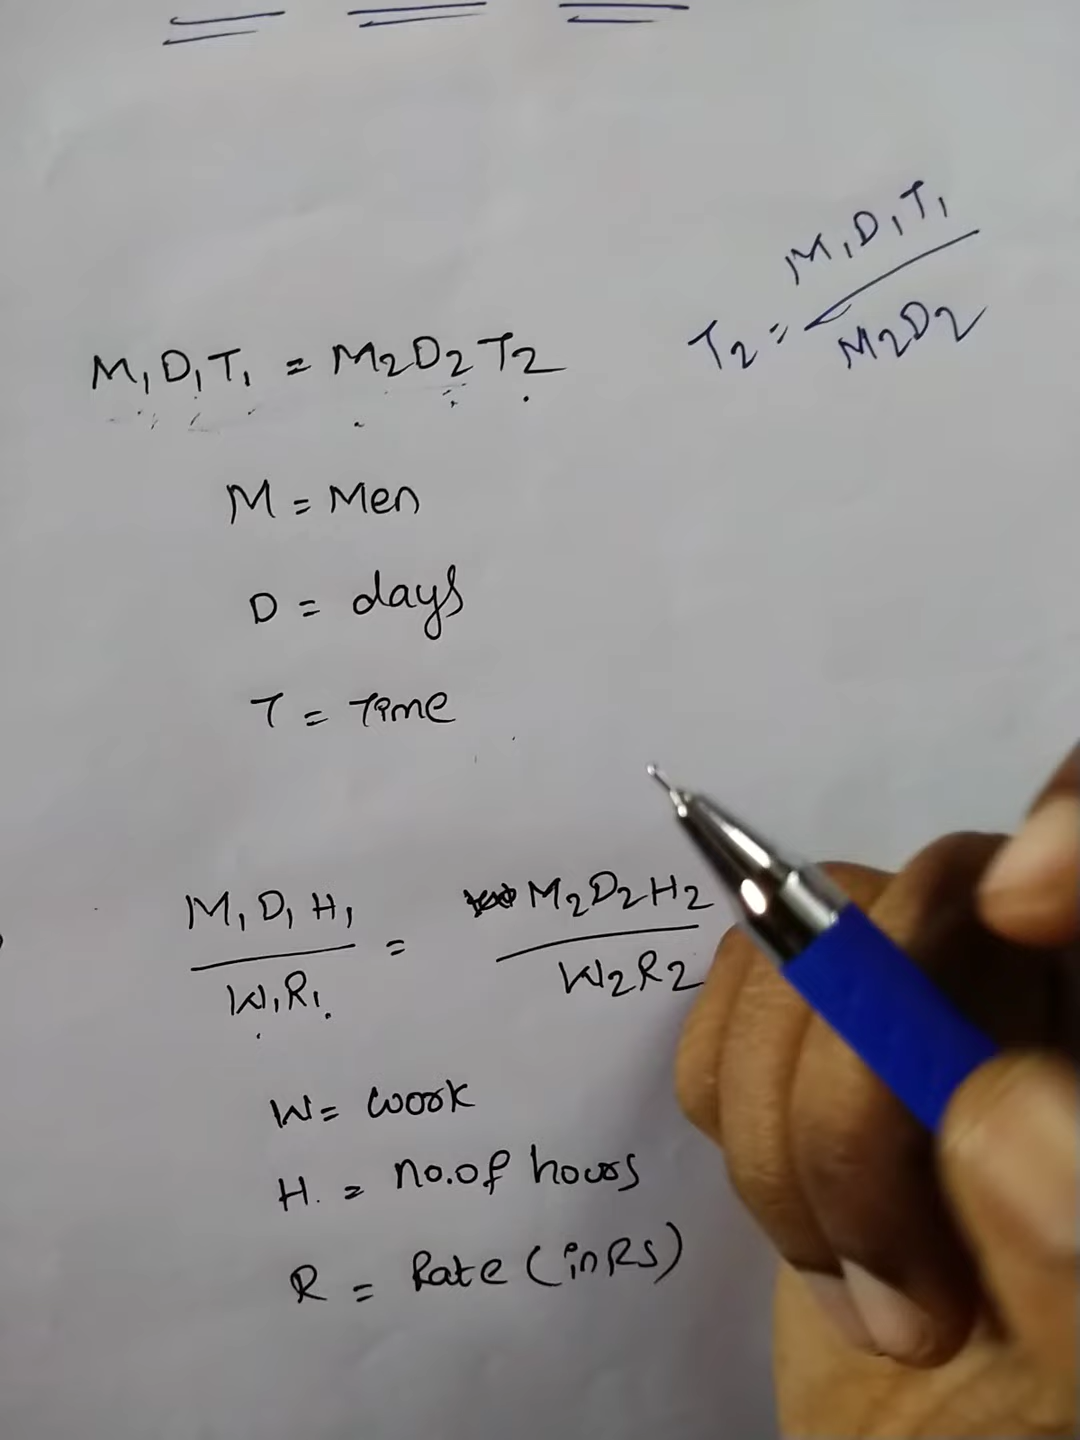 M₁D₁T₁ = M₂D₂T₂
T₂ = M₁D₁T₁ / M₂D₂
M = Men
D = days
T = Time
M₁D₁H₁ / W₁R₁ = M₂D₂H₂ / W₂R₂
W = work
H. = no.of hours
R = Rate (in Rs)